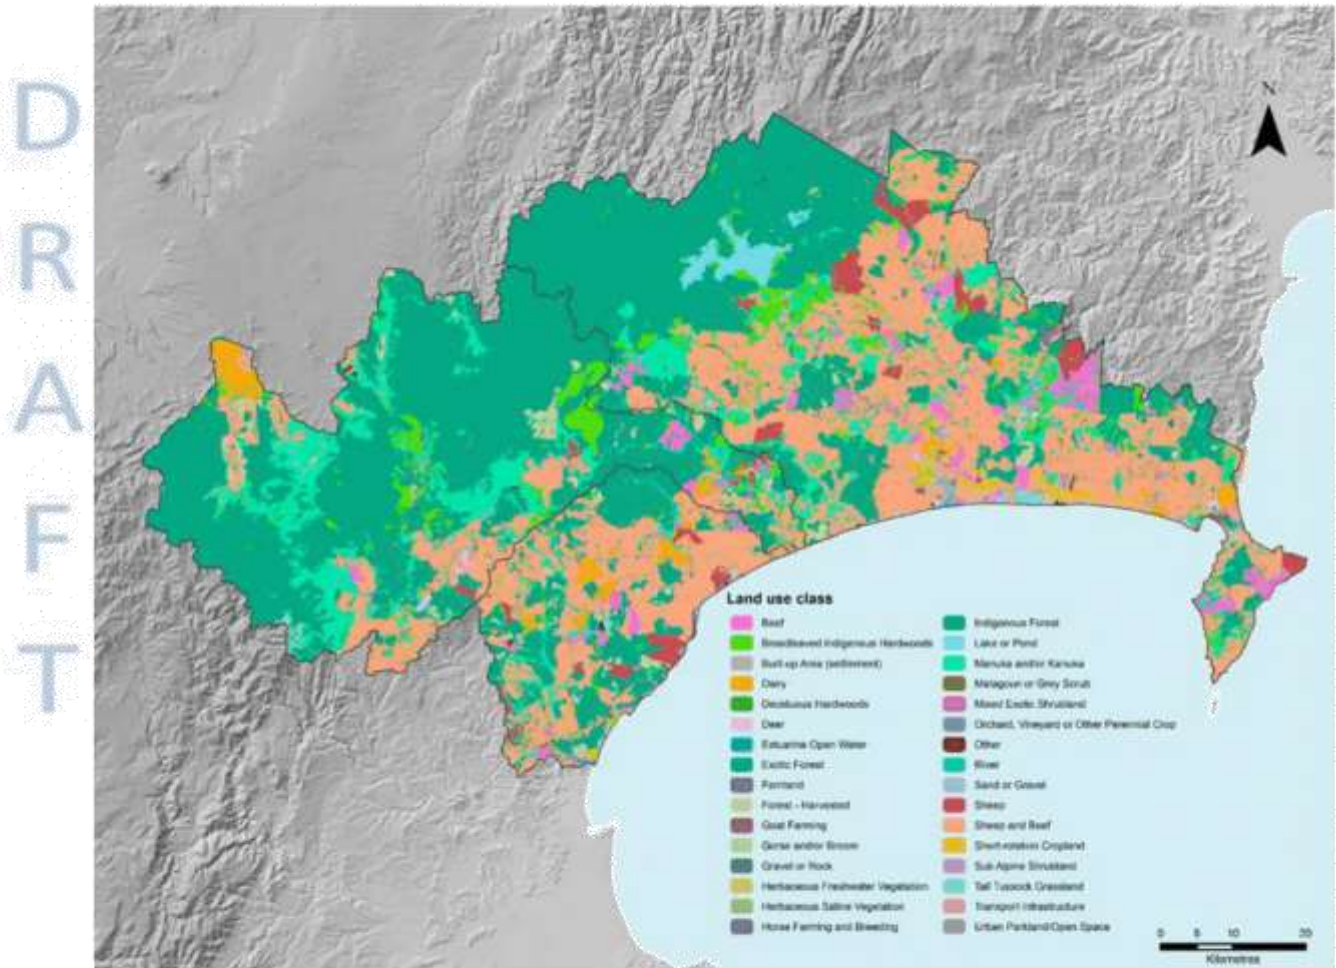 DRAFT
N
Land use class
Beef
Broadleaved Indigenous Hardwoods
Built-up Area (settlement)
Dairy
Deciduous Hardwoods
Deer
Estuarine Open Water
Exotic Forest
Fernland
Forest - Harvested
Goat Farming
Gorse and/or Broom
Gravel or Rock
Herbaceous Freshwater Vegetation
Herbaceous Saline Vegetation
Horse Farming and Breeding
Indigenous Forest
Lake or Pond
Manuka and/or Kanuka
Matagouri or Grey Scrub
Mixed Exotic Shrubland
Orchard, Vineyard or Other Perennial Crop
Other
River
Sand or Gravel
Sheep
Sheep and Beef
Short-rotation Cropland
Sub Alpine Shrubland
Tall Tussock Grassland
Transport Infrastructure
Urban Parkland/Open Space
0 5 10 20
Kilometres